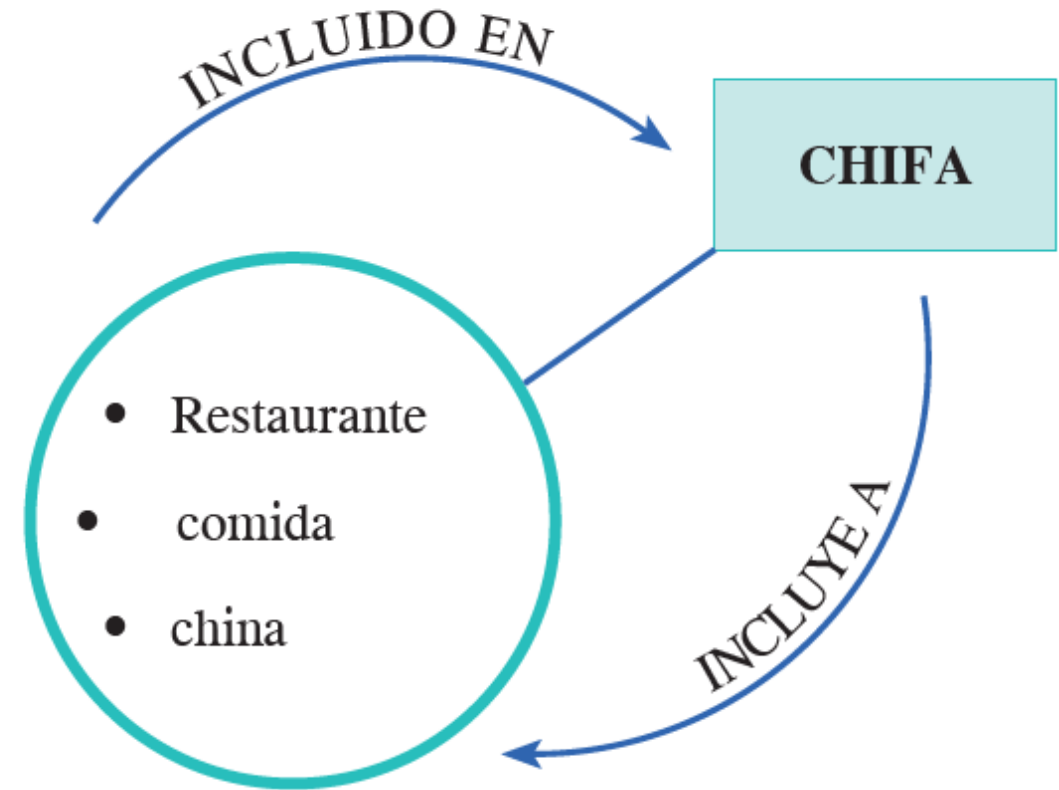 INCLUIDO EN
CHIFA
• Restaurante
• comida
• china
INCLUYE A